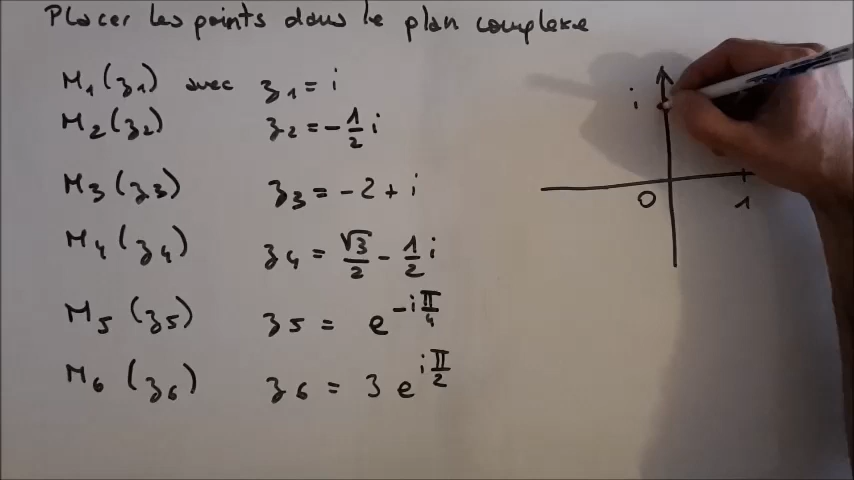 Placer les points dans le plan complexe
M₁(z₁) avec z₁ = i
M₂(z₂) z₂ = -1/2 i
M₃(z₃) z₃ = -2 + i
M₄(z₄) z₄ = √3/2 - 1/2 i
M₅(z₅) z₅ = e^(-iπ/4)
M₆(z₆) z₆ = 3 e^(iπ/2)
i
0 1